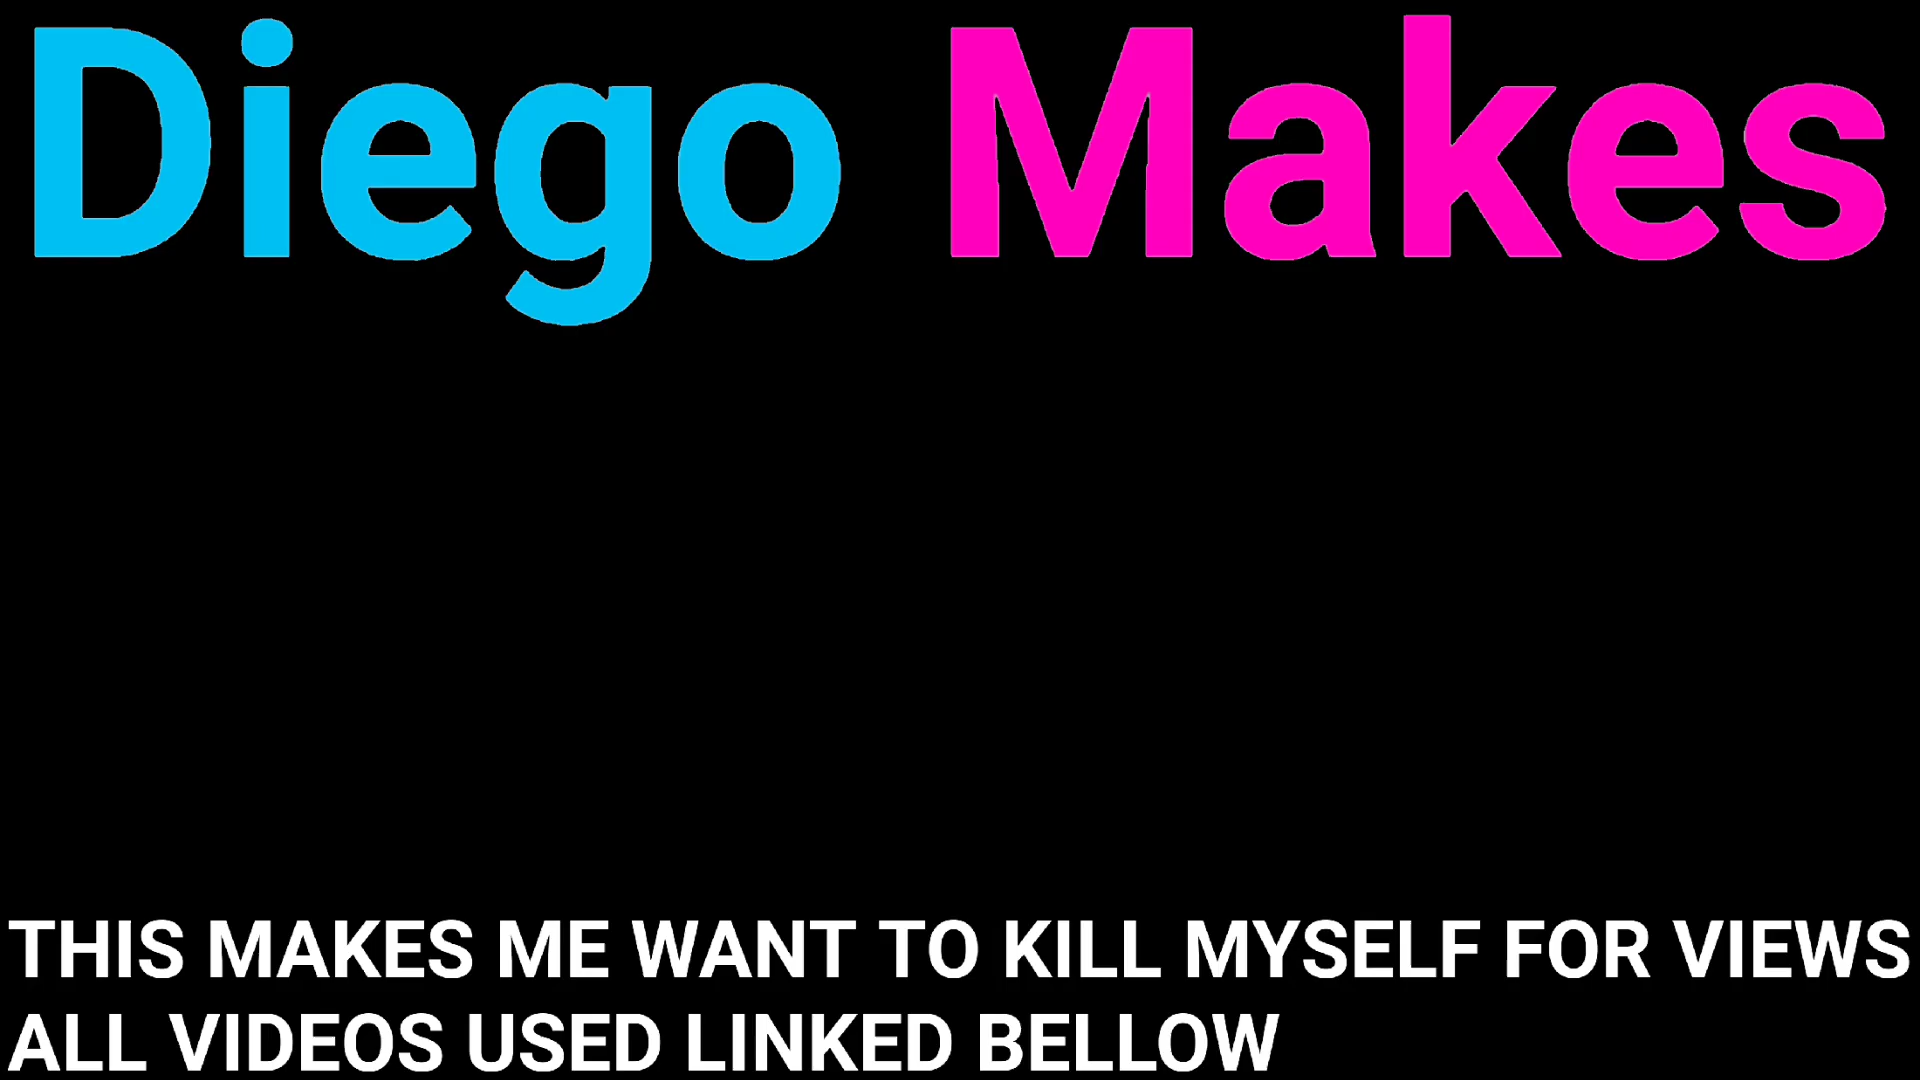 Diego Makes
THIS MAKES ME WANT TO KILL MYSELF FOR VIEWS
ALL VIDEOS USED LINKED BELLOW